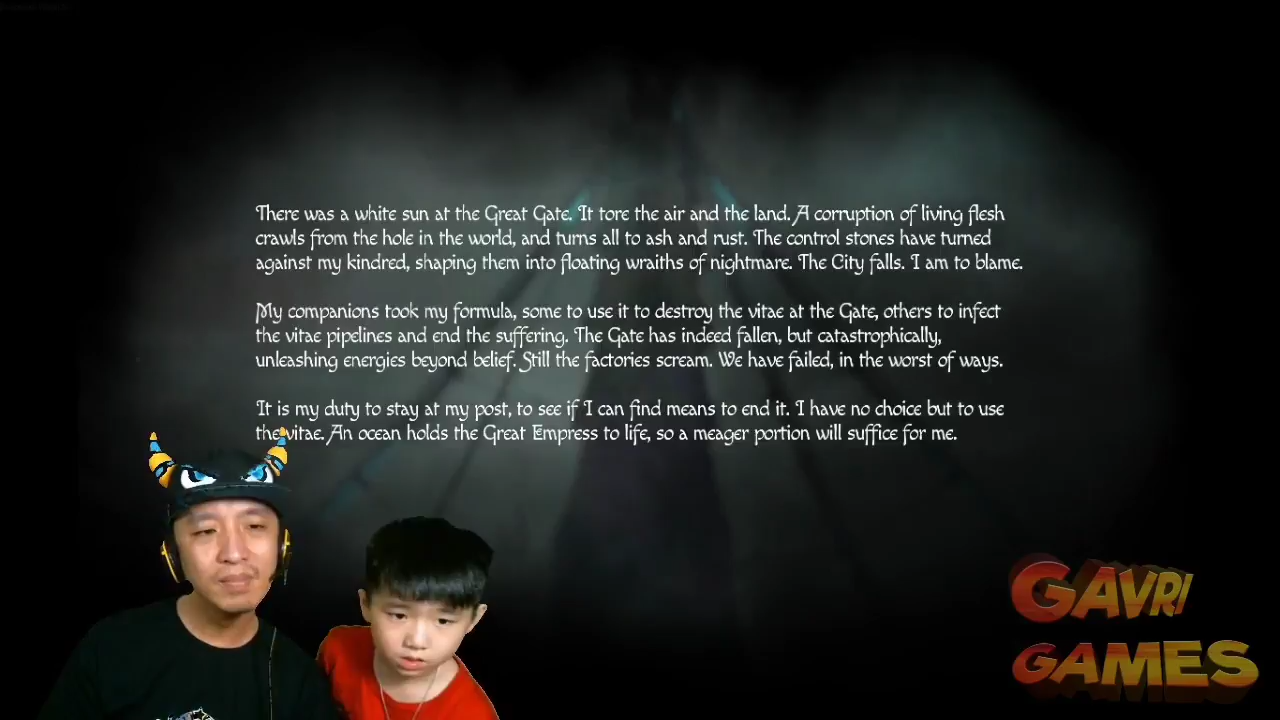 There was a white sun at the Great Gate. It tore the air and the land. A corruption of living flesh
crawls from the hole in the world, and turns all to ash and rust. The control stones have turned
against my kindred, shaping them into floating wraiths of nightmare. The City falls. I am to blame.
My companions took my formula, some to use it to destroy the vitae at the Gate, others to infect
the vitae pipelines and end the suffering. The Gate has indeed fallen, but catastrophically,
unleashing energies beyond belief. Still the factories scream. We have failed, in the worst of ways.
It is my duty to stay at my post, to see if I can find means to end it. I have no choice but to use
the vitae. An ocean holds the Great Empress to life, so a meager portion will suffice for me.
GAVRI
GAMES